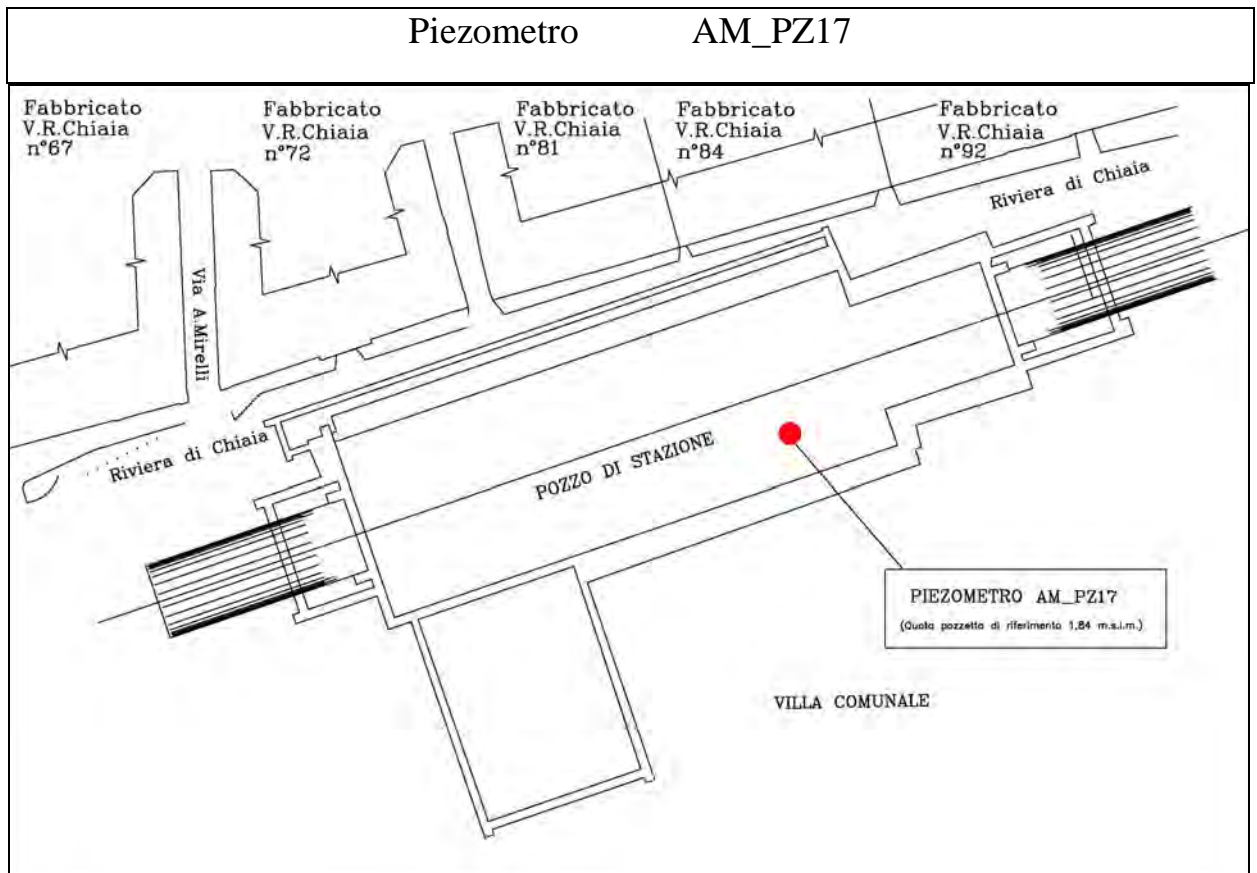 Piezometro AM_PZ17
Fabbricato
V.R.Chiaia
n°67
Fabbricato
V.R.Chiaia
n°72
Fabbricato
V.R.Chiaia
n°81
Fabbricato
V.R.Chiaia
n°84
Fabbricato
V.R.Chiaia
n°92
Riviera di Chiaia
Via A.Mirelli
Riviera di Chiaia
POZZO DI STAZIONE
PIEZOMETRO AM_PZ17
(Quota pozzetto di riferimento 1,84 m.s.l.m.)
VILLA COMUNALE